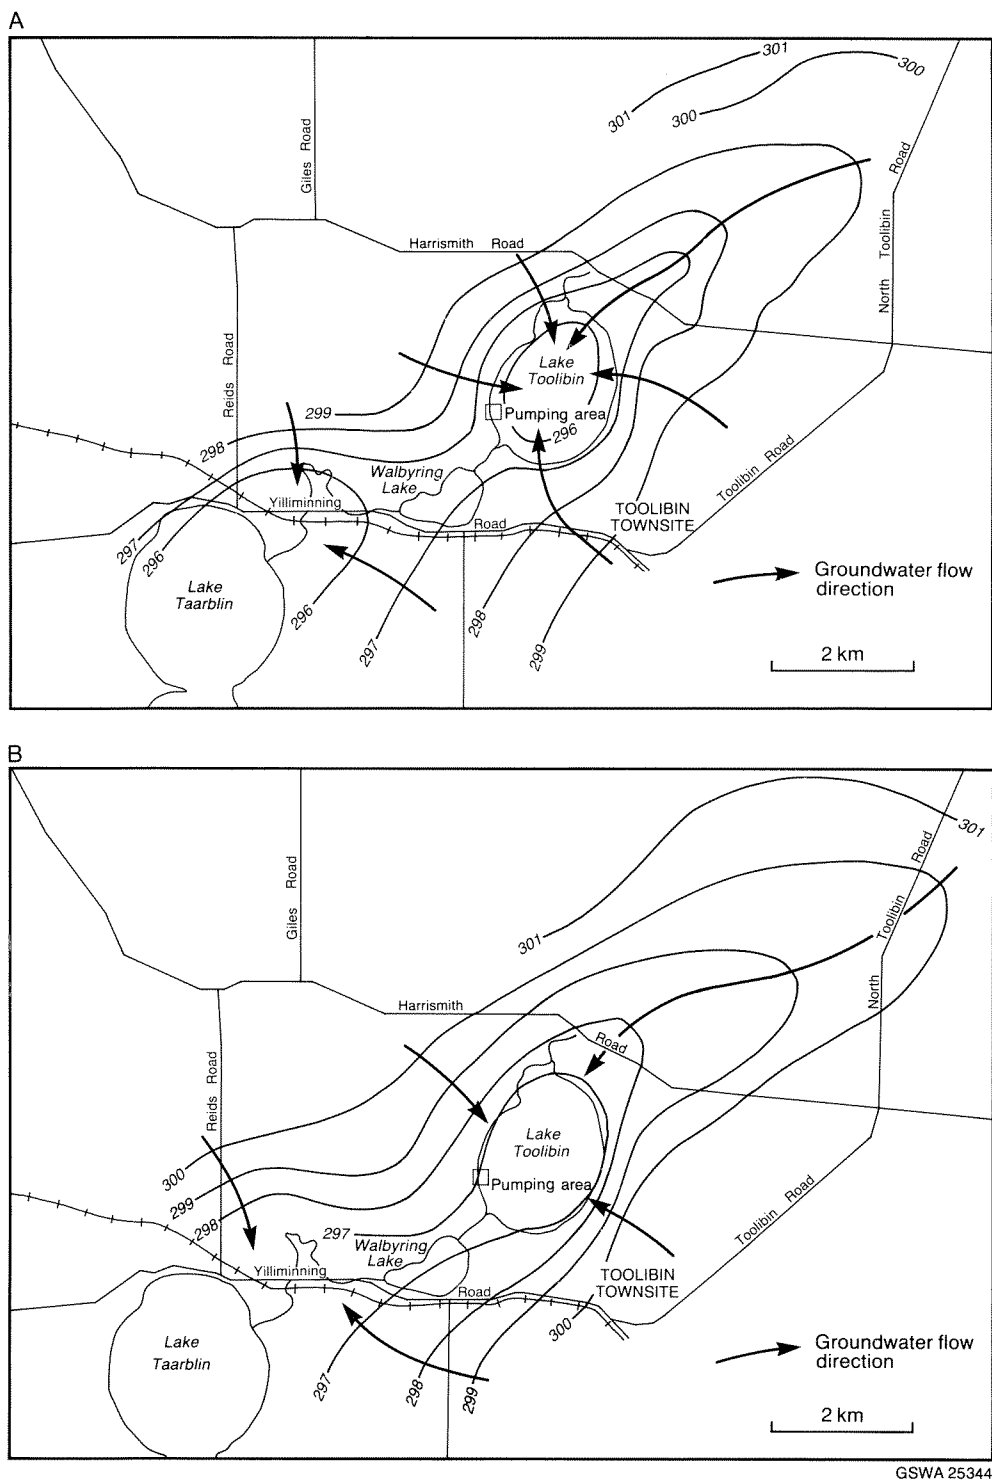 A
301
300
301
300
Giles Road
North Toolibin Road
Harrismith Road
Reids Road
Lake
Toolibin
299
Pumping area
296
298
Walbyring
Lake
Toolibin Road
Yilliminning
Road
TOOLIBIN
TOWNSITE
297
296
Lake
Taarblin
Groundwater flow
direction
296
297
298
299
2 km
B
301
North Toolibin Road
Giles Road
301
Harrismith
Road
Reids Road
Lake
Toolibin
300
Pumping area
299
298
297
Walbyring
Lake
Toolibin Road
Yilliminning
Road
TOOLIBIN
TOWNSITE
300
Lake
Taarblin
Groundwater flow
direction
297
298
299
2 km
GSWA 25344